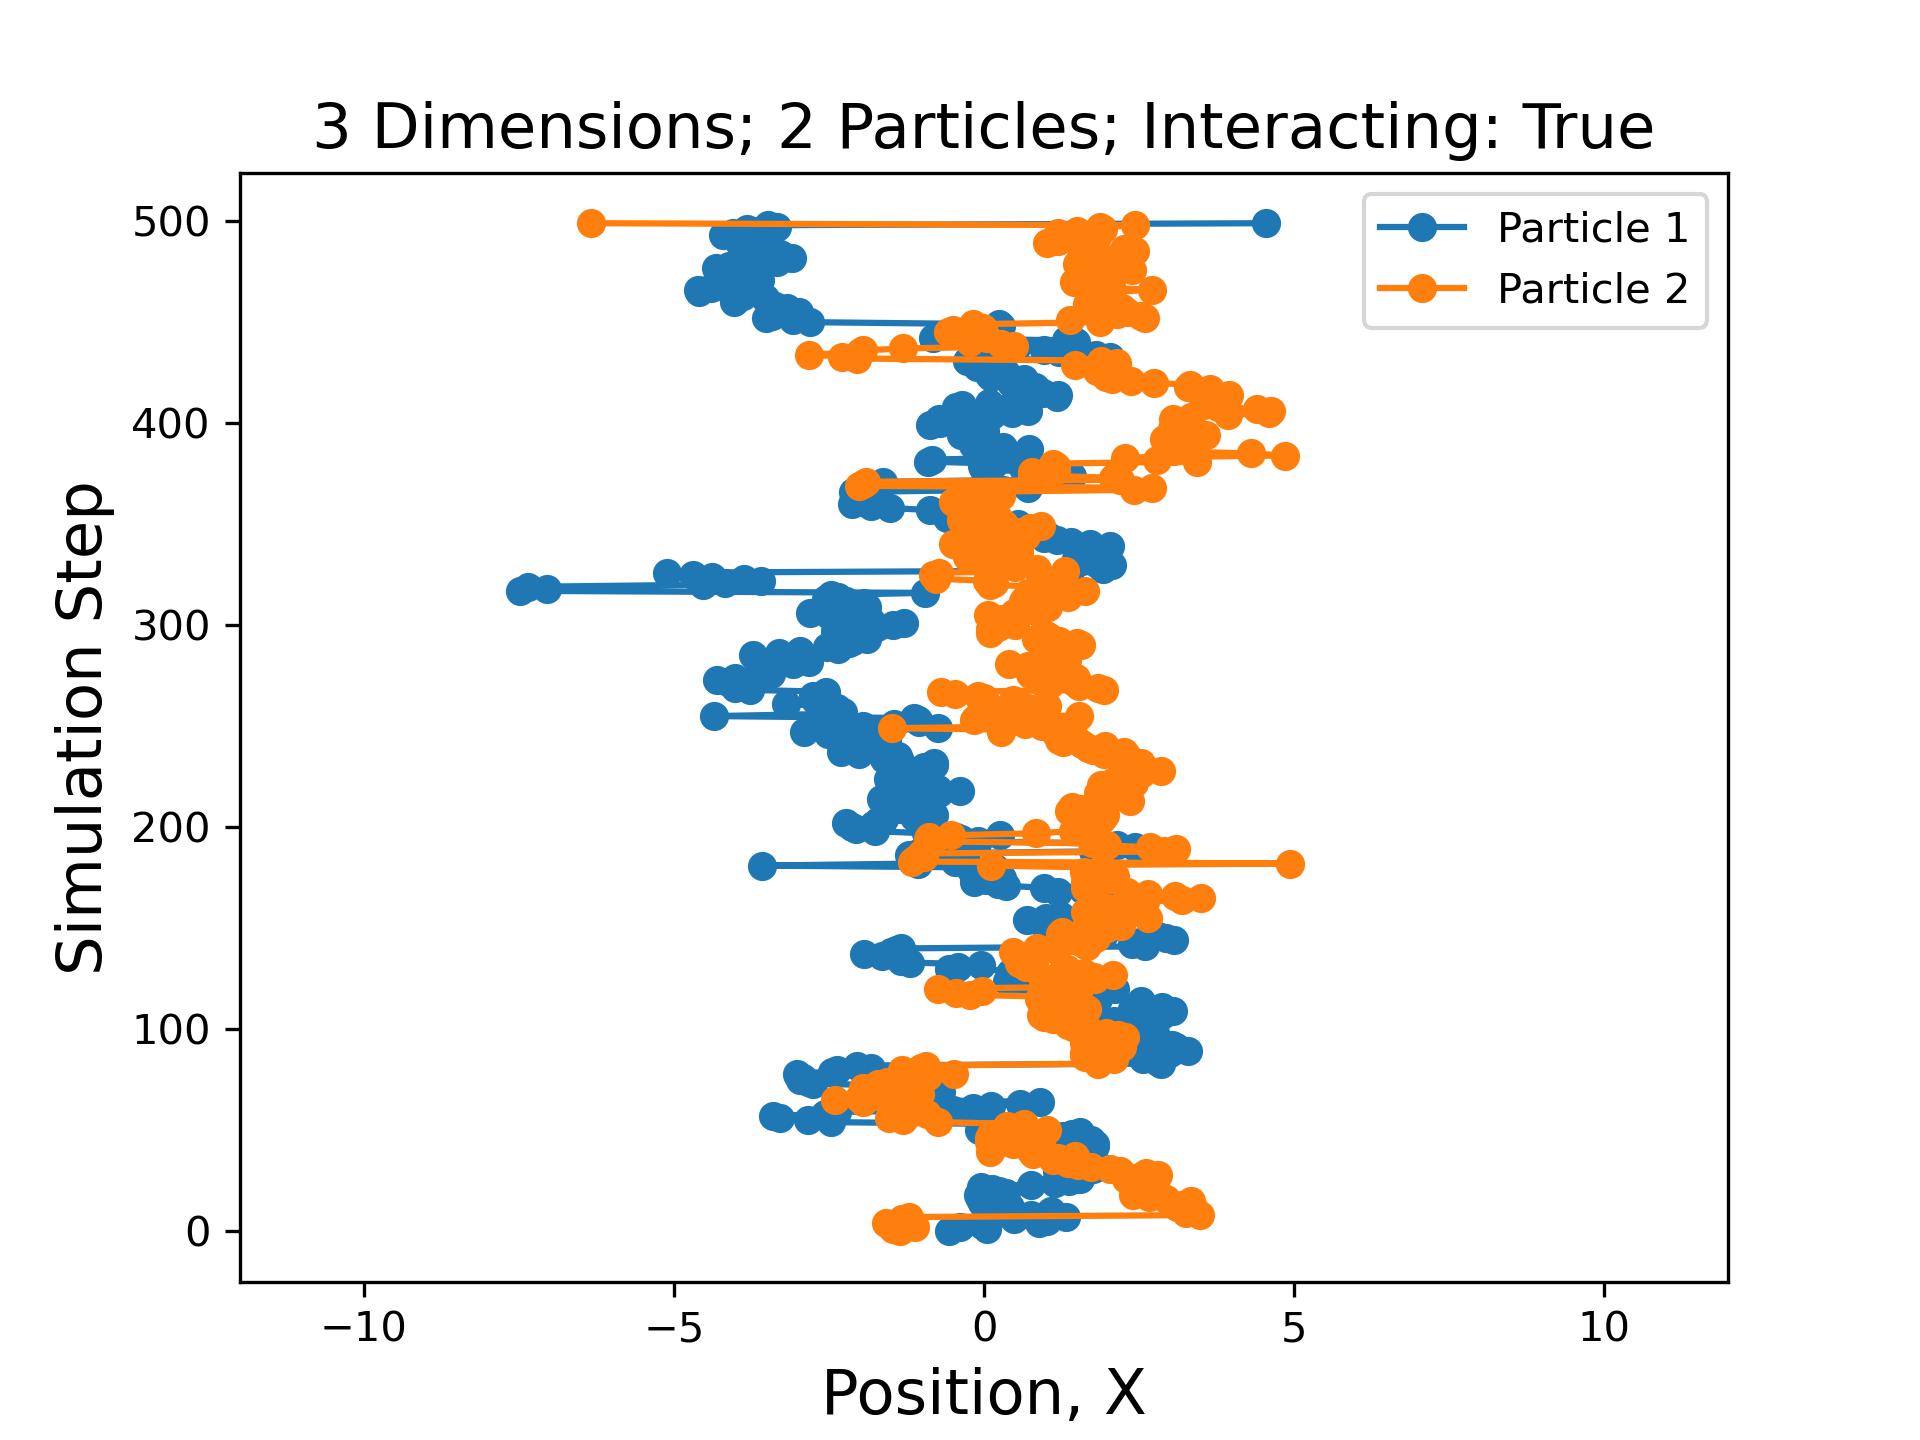 3 Dimensions; 2 Particles; Interacting: True
Particle 1
Particle 2
Simulation Step
500
400
300
200
100
0
−10
−5
0
5
10
Position, X